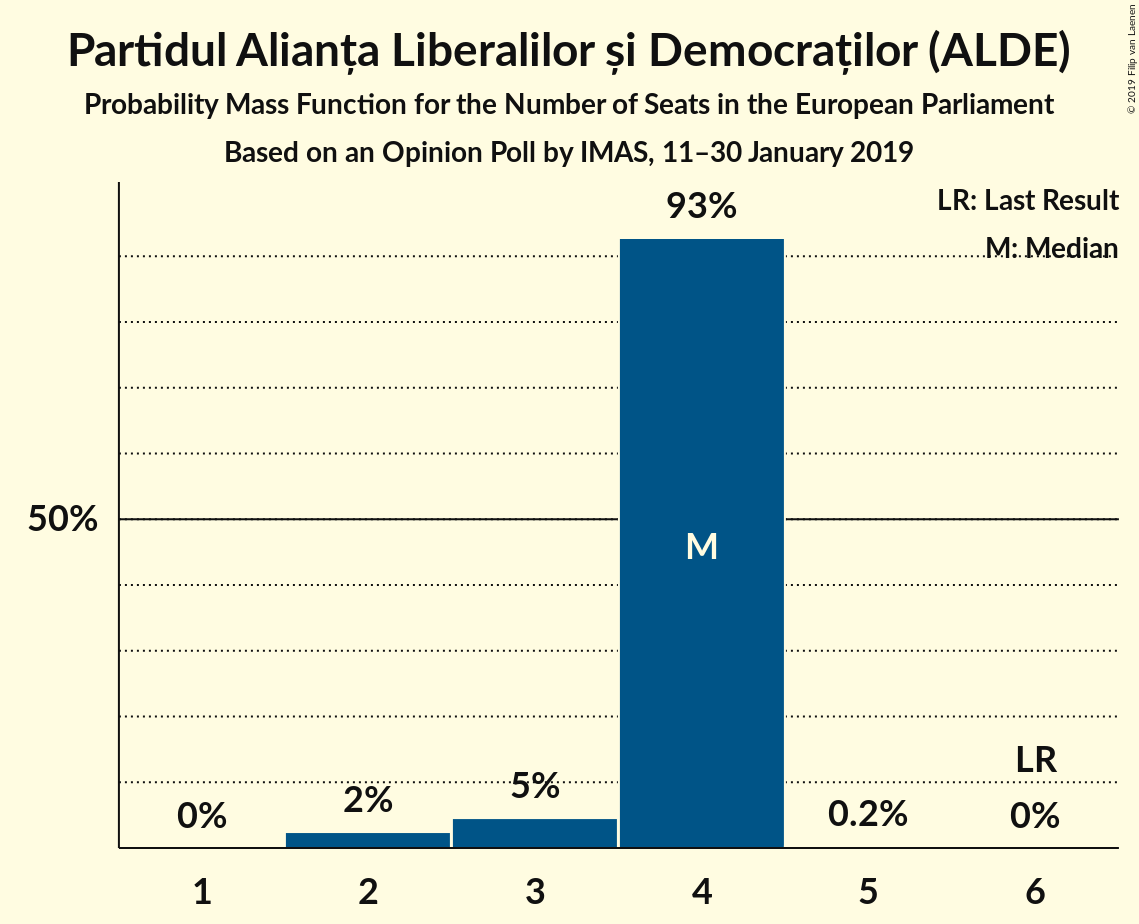 Partidul Alianța Liberalilor și Democraților (ALDE)
Probability Mass Function for the Number of Seats in the European Parliament
Based on an Opinion Poll by IMAS, 11–30 January 2019
© 2019 Filip van Laenen
LR: Last Result
M: Median
93%
50%
M
LR
0%
2%
5%
0.2%
0%
1 2 3 4 5 6